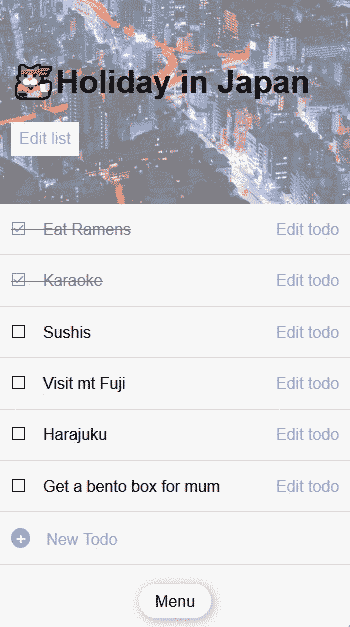 Holiday in Japan
Edit list
Eat Ramens Edit todo
Karaoke Edit todo
Sushis Edit todo
Visit mt Fuji Edit todo
Harajuku Edit todo
Get a bento box for mum Edit todo
New Todo
Menu